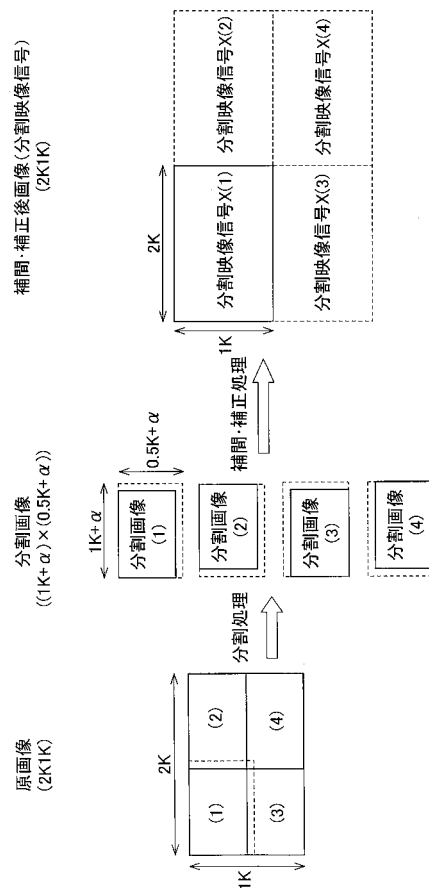 原画像
(2K1K)
2K
1K
(1)
(2)
(3)
(4)
分割処理
分割画像
((1K+α)×(0.5K+α))
1K+α
0.5K+α
分割画像
(1)
分割画像
(2)
分割画像
(3)
分割画像
(4)
補間・補正処理
補間・補正後画像(分割映像信号)
(2K1K)
2K
1K
分割映像信号X(1)
分割映像信号X(2)
分割映像信号X(3)
分割映像信号X(4)